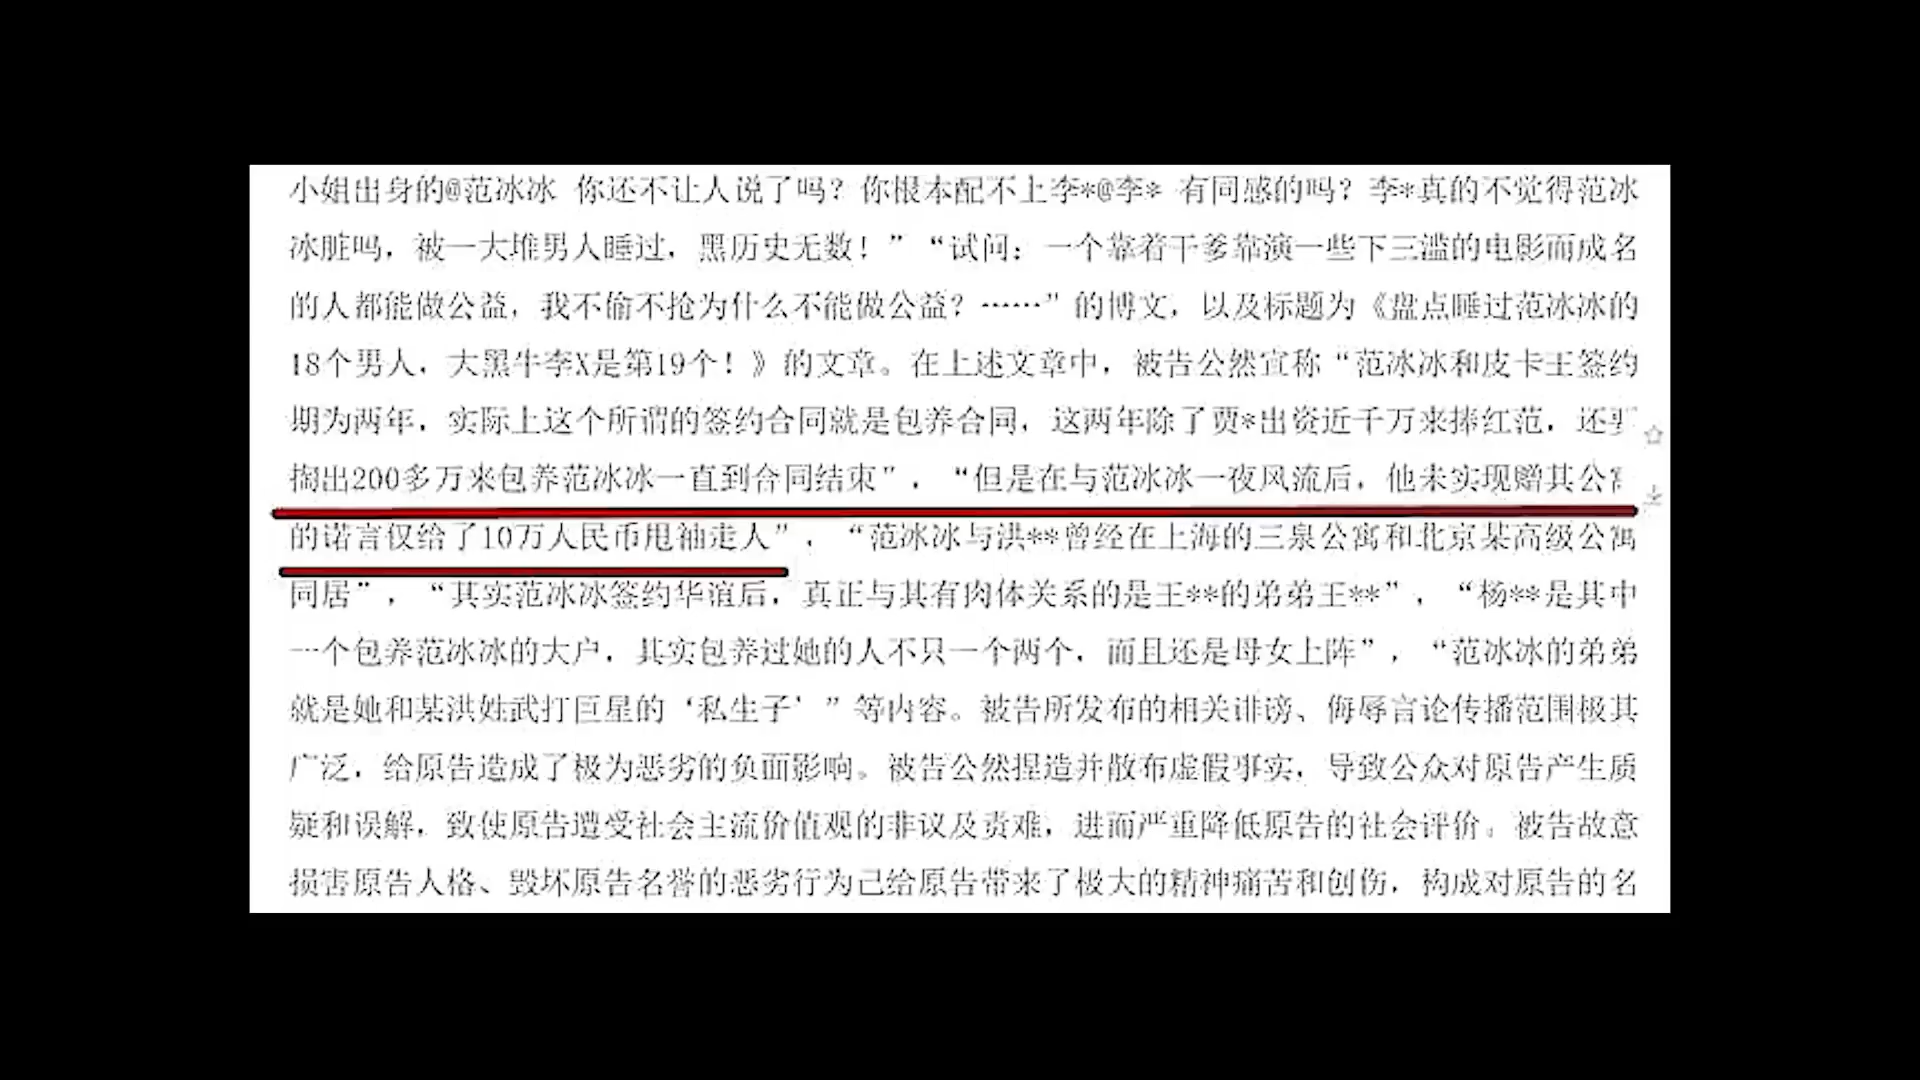 小姐出身的@范冰冰 你还不让人说了吗？你根本配不上李*@李* 有同感的吗？李*真的不觉得范冰
冰脏吗，被一大堆男人睡过，黑历史无数！”“试问：一个靠着干爹靠演一些下三滥的电影而成名
的人都能做公益，我不偷不抢为什么不能做公益？……”的博文，以及标题为《盘点睡过范冰冰的
18个男人，大黑牛李X是第19个！》的文章。在上述文章中，被告公然宣称“范冰冰和皮卡王签约
期为两年，实际上这个所谓的签约合同就是包养合同，这两年除了贾*出资近千万来捧红范，还要
掏出200多万来包养范冰冰一直到合同结束”，“但是在与范冰冰一夜风流后，他未实现赠其公寓
的诺言仅给了10万人民币甩袖走人”，“范冰冰与洪**曾经在上海的三泉公寓和北京某高级公寓
同居”，“其实范冰冰签约华谊后，真正与其有肉体关系的是王**的弟弟王**”，“杨**是其中
一个包养范冰冰的大户，其实包养过她的人不只一个两个，而且还是母女上阵”，“范冰冰的弟弟
就是她和某洪姓武打巨星的‘私生子’”等内容。被告所发布的相关诽谤、侮辱言论传播范围极其
广泛，给原告造成了极为恶劣的负面影响。被告公然捏造并散布虚假事实，导致公众对原告产生质
疑和误解，致使原告遭受社会主流价值观的非议及责难，进而严重降低原告的社会评价。被告故意
损害原告人格、毁坏原告名誉的恶劣行为已给原告带来了极大的精神痛苦和创伤，构成对原告的名